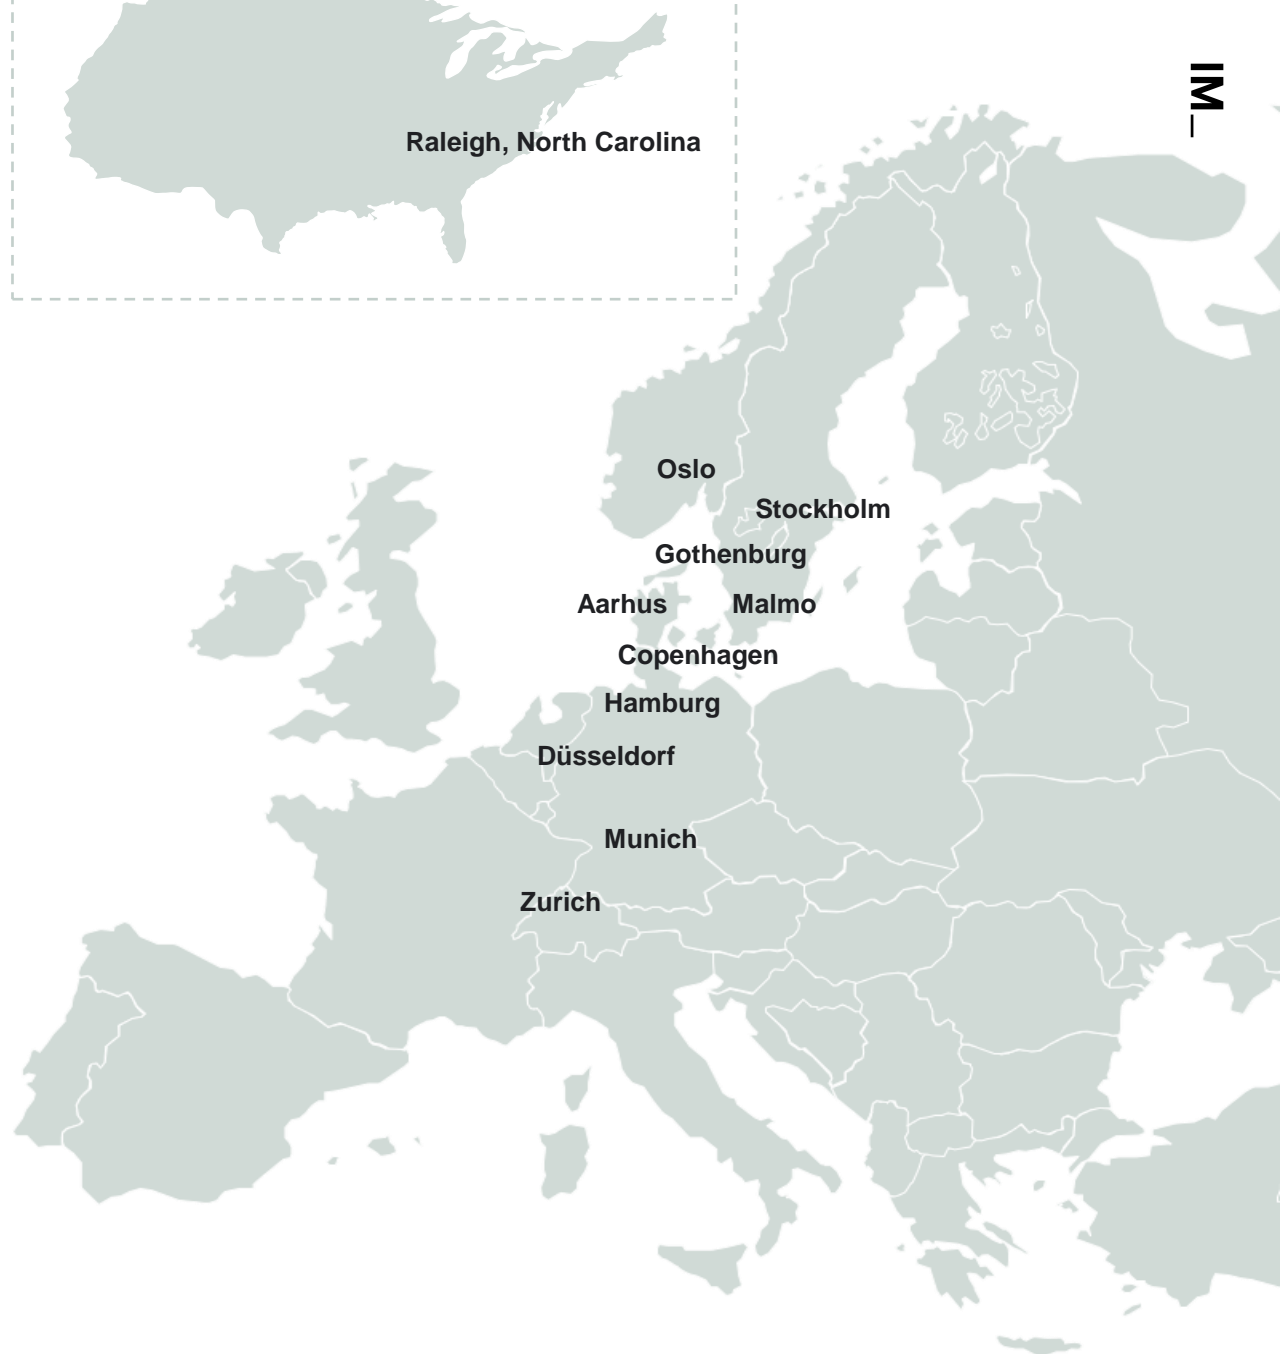 IM_
Raleigh, North Carolina
Oslo
Stockholm
Gothenburg
Aarhus
Malmo
Copenhagen
Hamburg
Düsseldorf
Munich
Zurich